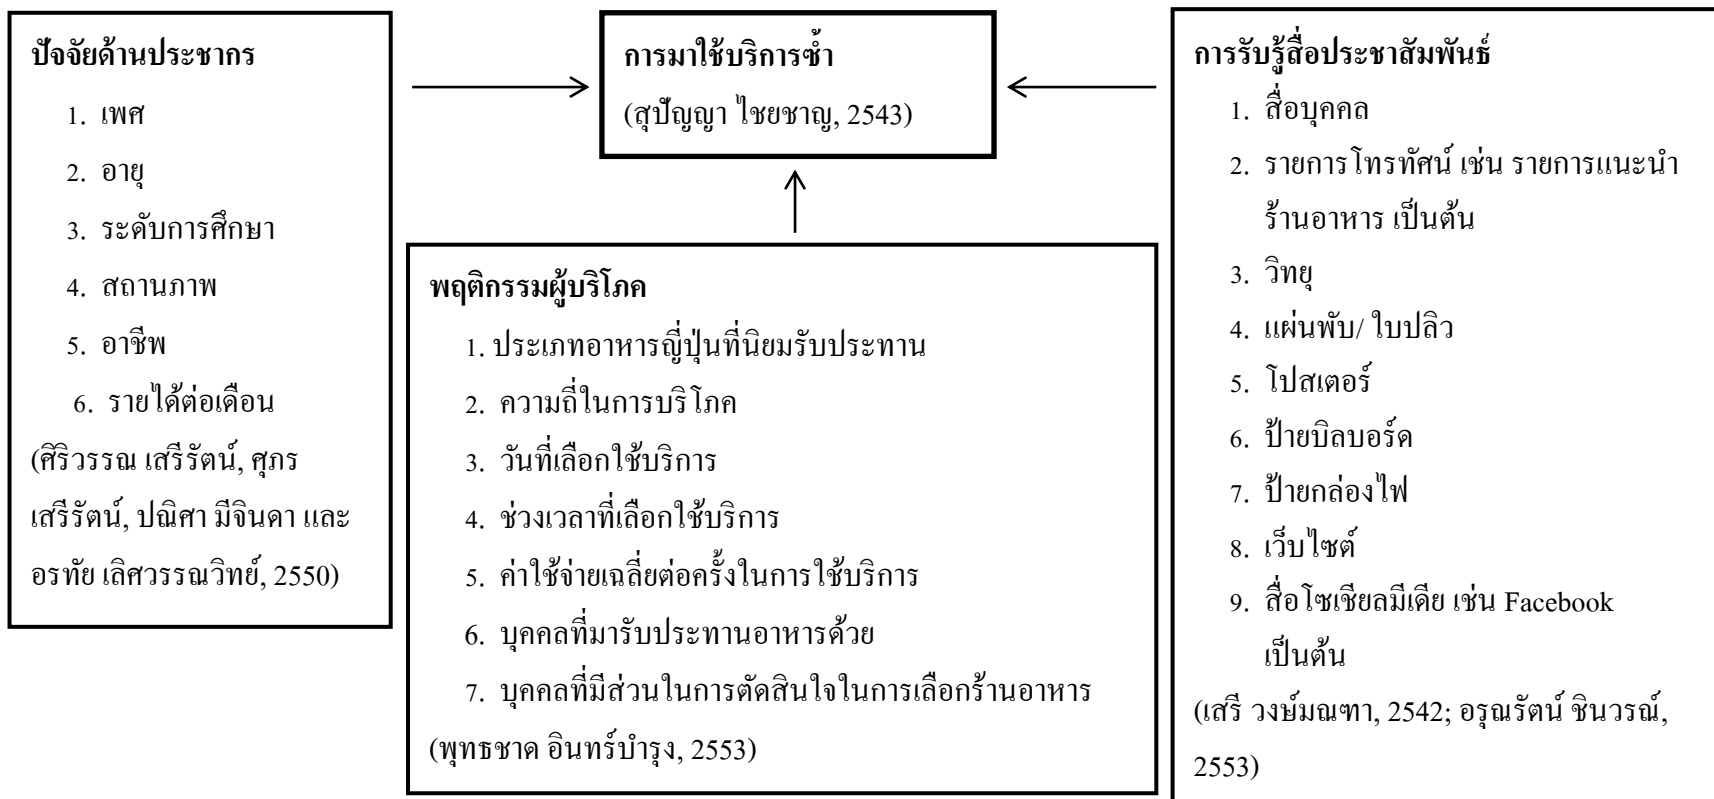 ปัจจัยด้านประชากร
1. เพศ
2. อายุ
3. ระดับการศึกษา
4. สถานภาพ
5. อาชีพ
6. รายได้ต่อเดือน
(ศิริวรรณ เสรีรัตน์, ศุภร
เสรีรัตน์, ปณิศา มีจินดา และ
อรทัย เลิศวรรณวิทย์, 2550)
การมาใช้บริการซ้ำ
(สุปัญญา ไชยชาญ, 2543)
พฤติกรรมผู้บริโภค
1. ประเภทอาหารญี่ปุ่นที่นิยมรับประทาน
2. ความถี่ในการบริโภค
3. วันที่เลือกใช้บริการ
4. ช่วงเวลาที่เลือกใช้บริการ
5. ค่าใช้จ่ายเฉลี่ยต่อครั้งในการใช้บริการ
6. บุคคลที่มารับประทานอาหารด้วย
7. บุคคลที่มีส่วนในการตัดสินใจในการเลือกร้านอาหาร
(พุทธชาด อินทร์บำรุง, 2553)
การรับรู้สื่อประชาสัมพันธ์
1. สื่อบุคคล
2. รายการโทรทัศน์ เช่น รายการแนะนำ
ร้านอาหาร เป็นต้น
3. วิทยุ
4. แผ่นพับ/ ใบปลิว
5. โปสเตอร์
6. ป้ายบิลบอร์ด
7. ป้ายกล่องไฟ
8. เว็บไซต์
9. สื่อโซเชียลมีเดีย เช่น Facebook
เป็นต้น
(เสรี วงษ์มณฑา, 2542; อรุณรัตน์ ชินวรณ์,
2553)